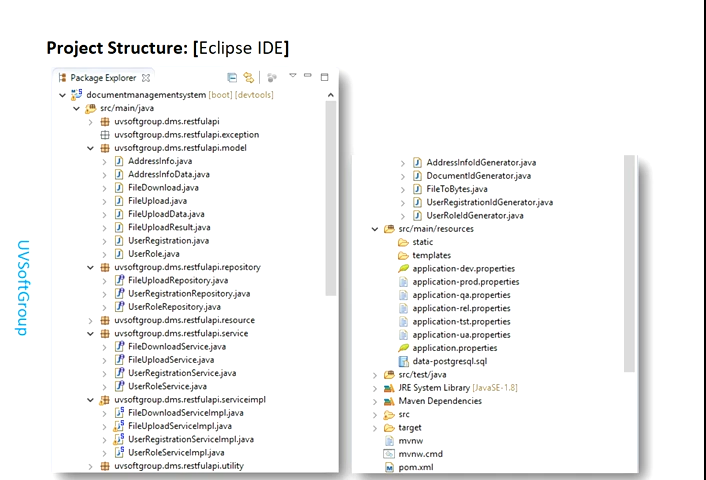 Project Structure: [Eclipse IDE]
Package Explorer
documentmanagementsystem [boot] [devtools]
src/main/java
uvsoftgroup.dms.restfulapi
uvsoftgroup.dms.restfulapi.exception
uvsoftgroup.dms.restfulapi.model
AddressInfo.java
AddressInfoData.java
FileDownload.java
FileUpload.java
FileUploadData.java
FileUploadResult.java
UserRegistration.java
UserRole.java
uvsoftgroup.dms.restfulapi.repository
FileUploadRepository.java
UserRegistrationRepository.java
UserRoleRepository.java
uvsoftgroup.dms.restfulapi.resource
uvsoftgroup.dms.restfulapi.service
FileDownloadService.java
FileUploadService.java
UserRegistrationService.java
UserRoleService.java
uvsoftgroup.dms.restfulapi.serviceimpl
FileDownloadServiceImpl.java
FileUploadServiceImpl.java
UserRegistrationServiceImpl.java
UserRoleServiceImpl.java
uvsoftgroup.dms.restfulapi.utility
AddressInfoIdGenerator.java
DocumentIdGenerator.java
FileToBytes.java
UserRegistrationIdGenerator.java
UserRoleIdGenerator.java
src/main/resources
static
templates
application-dev.properties
application-prod.properties
application-qa.properties
application-rel.properties
application-tst.properties
application-ua.properties
application.properties
data-postgresql.sql
src/test/java
JRE System Library [JavaSE-1.8]
Maven Dependencies
src
target
mvnw
mvnw.cmd
pom.xml
UVSoftGroup